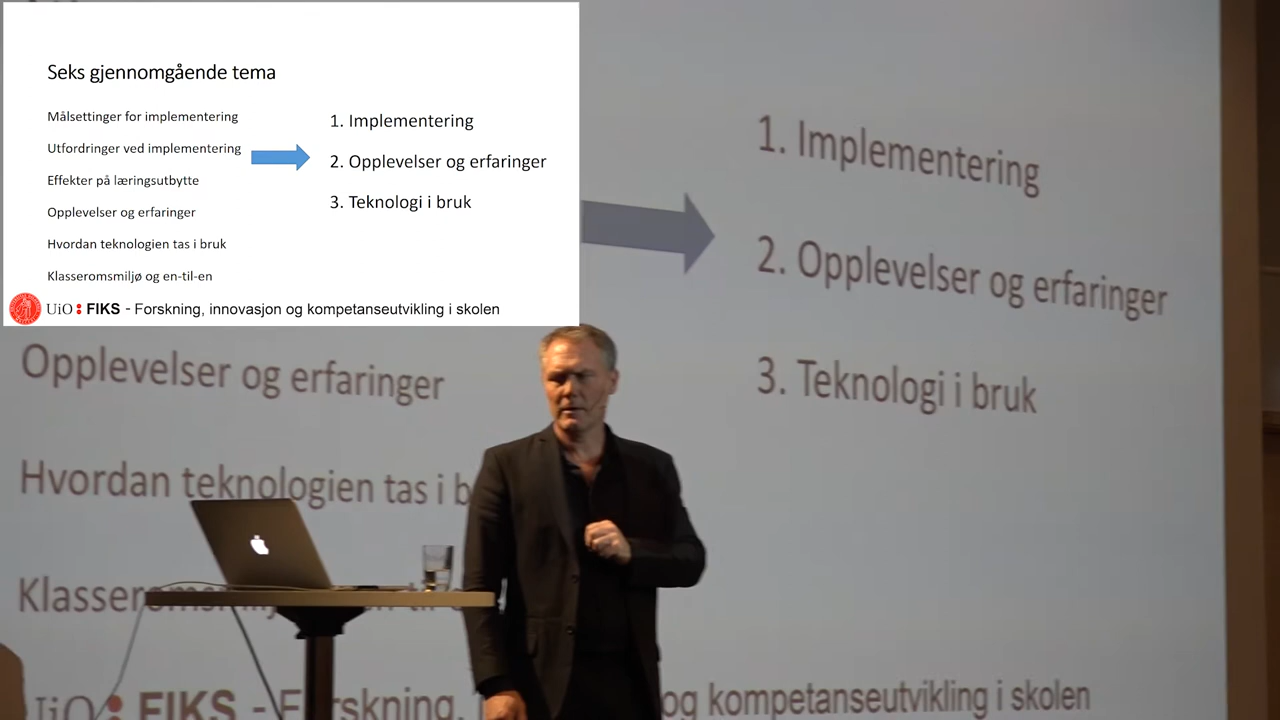 Seks gjennomgående tema
Målsettinger for implementering
Utfordringer ved implementering
Effekter på læringsutbytte
Opplevelser og erfaringer
Hvordan teknologien tas i bruk
Klasseromsmiljø og en-til-en
1. Implementering
2. Opplevelser og erfaringer
3. Teknologi i bruk
UiO : FIKS - Forskning, innovasjon og kompetanseutvikling i skolen
1. Implementering
2. Opplevelser og erfaringer
3. Teknologi i bruk
Opplevelser og erfaringer
Hvordan teknologien tas i b
Klasseromsmiljø
UiO : FIKS - Forskning, og kompetanseutvikling i skolen